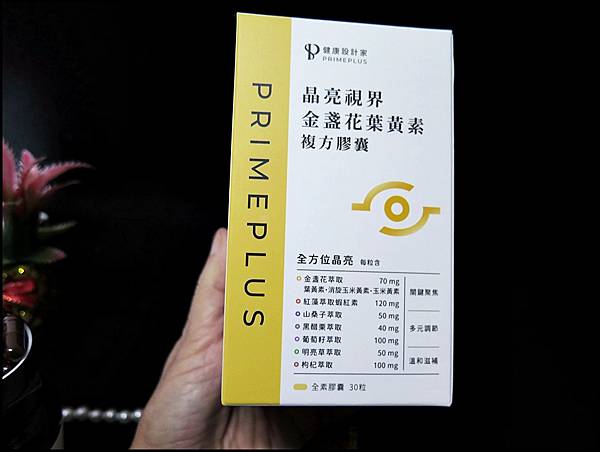 健康設計家
PRIMEPLUS
PRIMEPLUS
晶亮視界
金盞花葉黃素
複方膠囊
全方位晶亮 每粒含
金盞花萃取 70 mg
葉黃素･消旋玉米黃素･玉米黃素
關鍵聚焦
紅藻萃取蝦紅素 120 mg
山桑子萃取 50 mg
黑醋栗萃取 40 mg
多元調節
葡萄籽萃取 100 mg
明亮草萃取 50 mg
枸杞萃取 100 mg
溫和滋補
全素膠囊 30粒